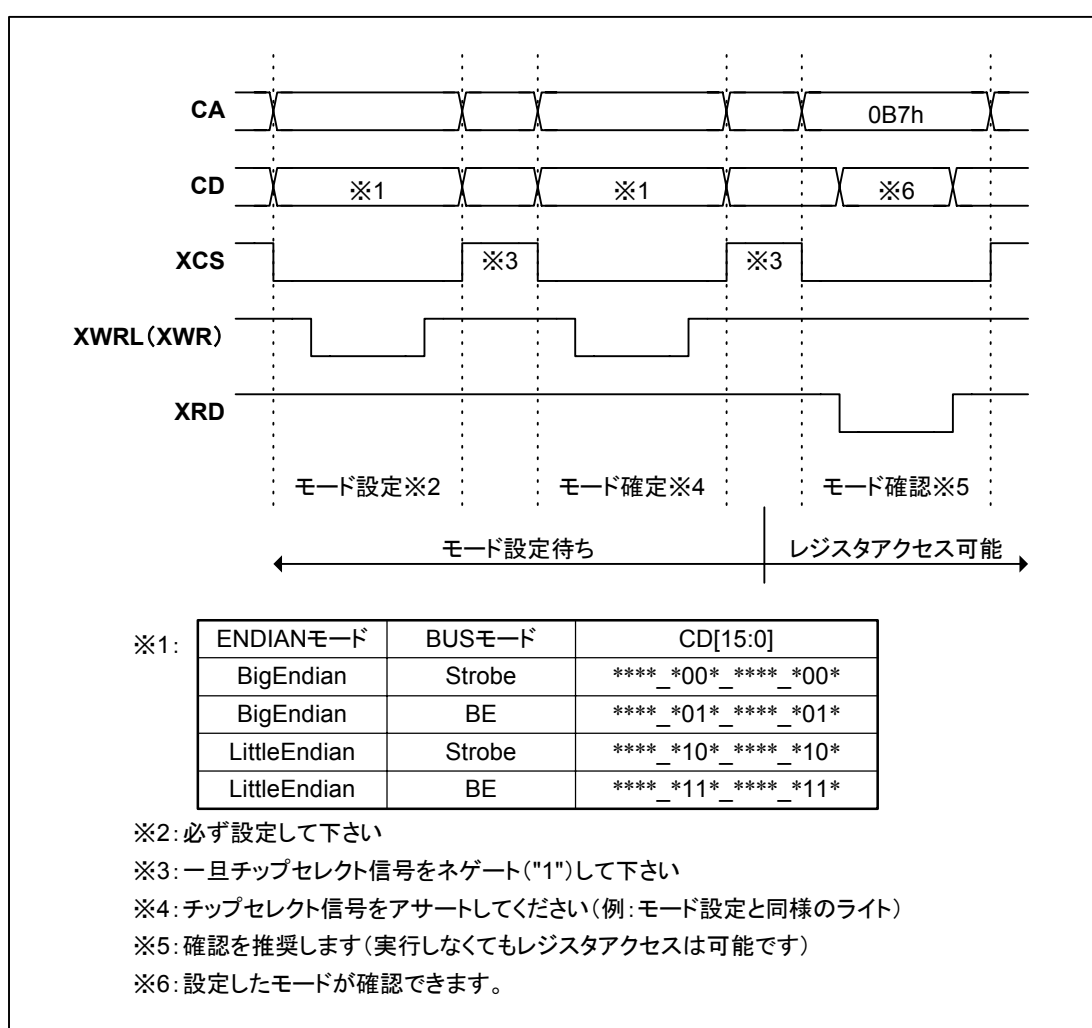 CA
0B7h
CD ※1 ※1 ※6
XCS ※3 ※3
XWRL(XWR)
XRD
モード設定※2 モード確定※4 モード確認※5
モード設定待ち レジスタアクセス可能
※1:
ENDIANモード BUSモード CD[15:0]
BigEndian Strobe ****_*00*_****_*00*
BigEndian BE ****_*01*_****_*01*
LittleEndian Strobe ****_*10*_****_*10*
LittleEndian BE ****_*11*_****_*11*
※2:必ず設定して下さい
※3:一旦チップセレクト信号をネゲート("1")して下さい
※4:チップセレクト信号をアサートしてください(例:モード設定と同様のライト)
※5:確認を推奨します(実行しなくてもレジスタアクセスは可能です)
※6:設定したモードが確認できます。